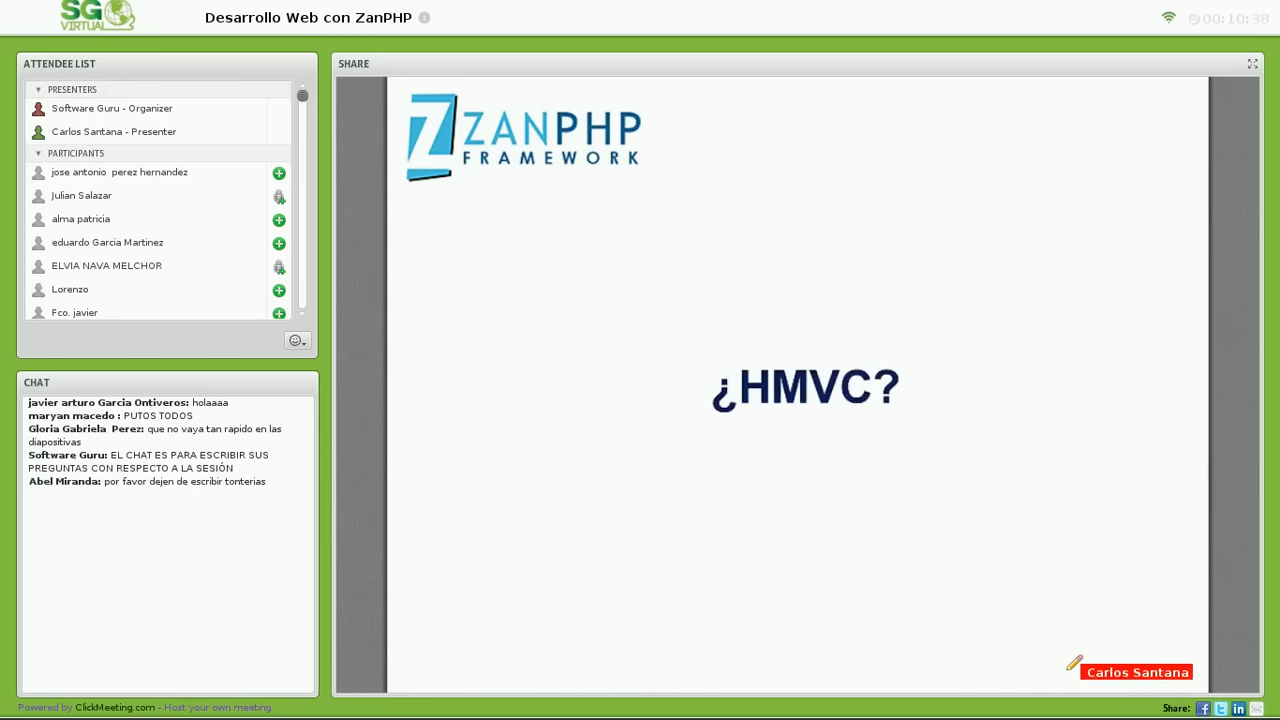 SG
VIRTUAL
Desarrollo Web con ZanPHP
00:10:38
ATTENDEE LIST
PRESENTERS
Software Guru - Organizer
Carlos Santana - Presenter
PARTICIPANTS
jose antonio perez hernandez
Julian Salazar
alma patricia
eduardo Garcia Martinez
ELVIA NAVA MELCHOR
Lorenzo
Fco. javier
CHAT
javier arturo Garcia Ontiveros: holaaaa
maryan macedo : PUTOS TODOS
Gloria Gabriela Perez: que no vaya tan rapido en las
diapositivas
Software Guru: EL CHAT ES PARA ESCRIBIR SUS
PREGUNTAS CON RESPECTO A LA SESIÓN
Abel Miranda: por favor dejen de escribir tonterias
SHARE
ZANPHP
FRAMEWORK
¿HMVC?
Carlos Santana
Powered by ClickMeeting.com - Host your own meeting
Share: